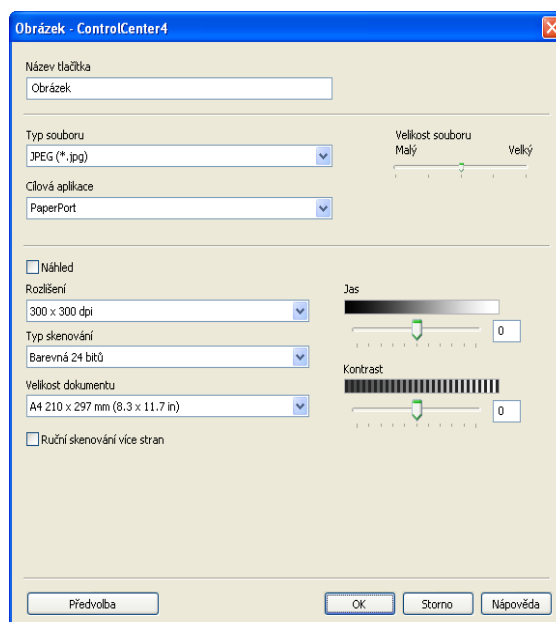 Obrázek - ControlCenter4
Název tlačítka
Obrázek
Typ souboru
JPEG (*.jpg)
Velikost souboru
Malý Velký
Cílová aplikace
PaperPort
Náhled
Rozlišení
300 x 300 dpi
Typ skenování
Barevná 24 bitů
Velikost dokumentu
A4 210 x 297 mm (8.3 x 11.7 in)
Ruční skenování více stran
Jas
0
Kontrast
0
Předvolba OK Storno Nápověda